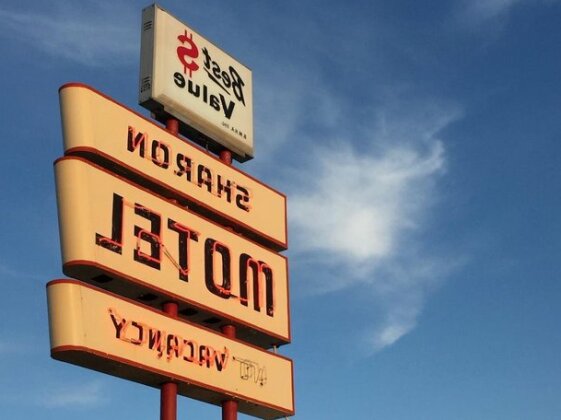 Best
$ Value
SHARON
MOTEL
NO VACANCY